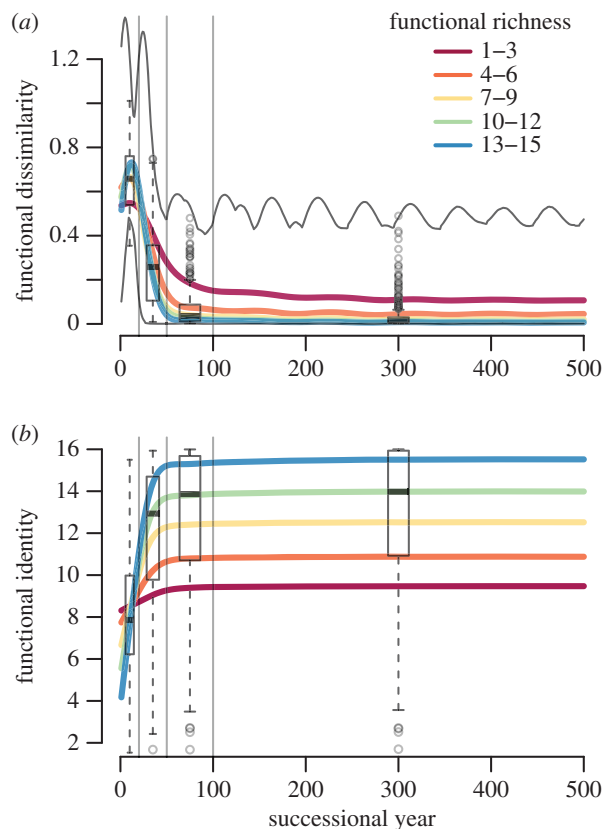 (a)
functional richness
1–3
4–6
7–9
10–12
13–15
functional dissimilarity
1.2
0.8
0.4
0
0 100 200 300 400 500
(b)
functional identity
16
14
12
10
8
6
4
2
0 100 200 300 400 500
successional year